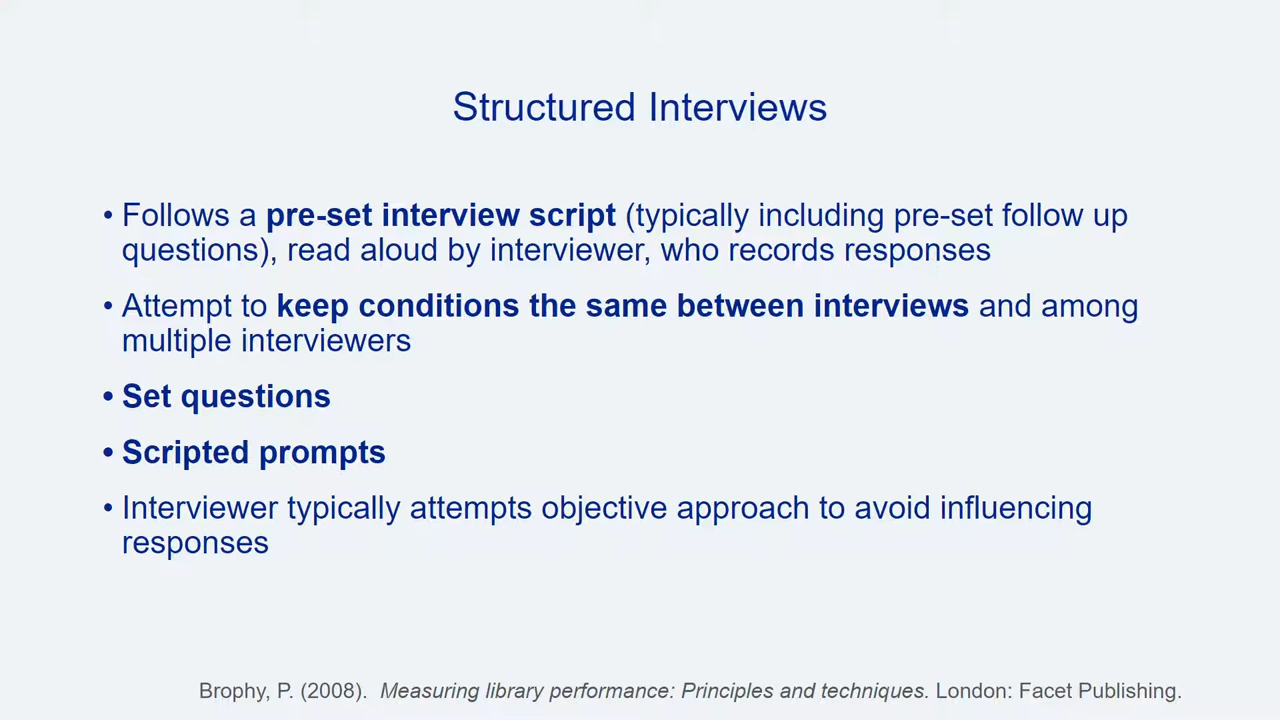 Structured Interviews
• Follows a pre-set interview script (typically including pre-set follow up
questions), read aloud by interviewer, who records responses
• Attempt to keep conditions the same between interviews and among
multiple interviewers
• Set questions
• Scripted prompts
• Interviewer typically attempts objective approach to avoid influencing
responses
Brophy, P. (2008). Measuring library performance: Principles and techniques. London: Facet Publishing.